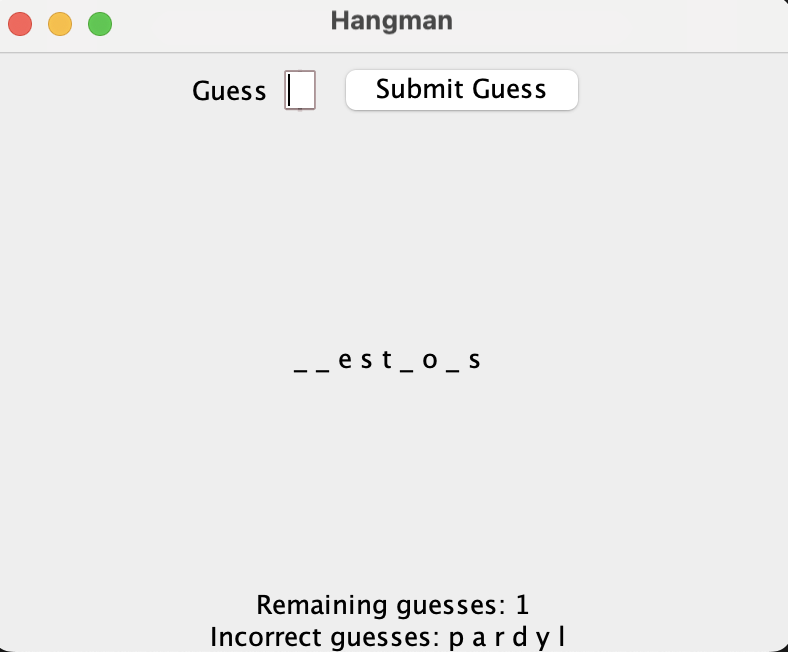 Hangman
Guess Submit Guess
_ _ e s t _ o _ s
Remaining guesses: 1
Incorrect guesses: p a r d y l